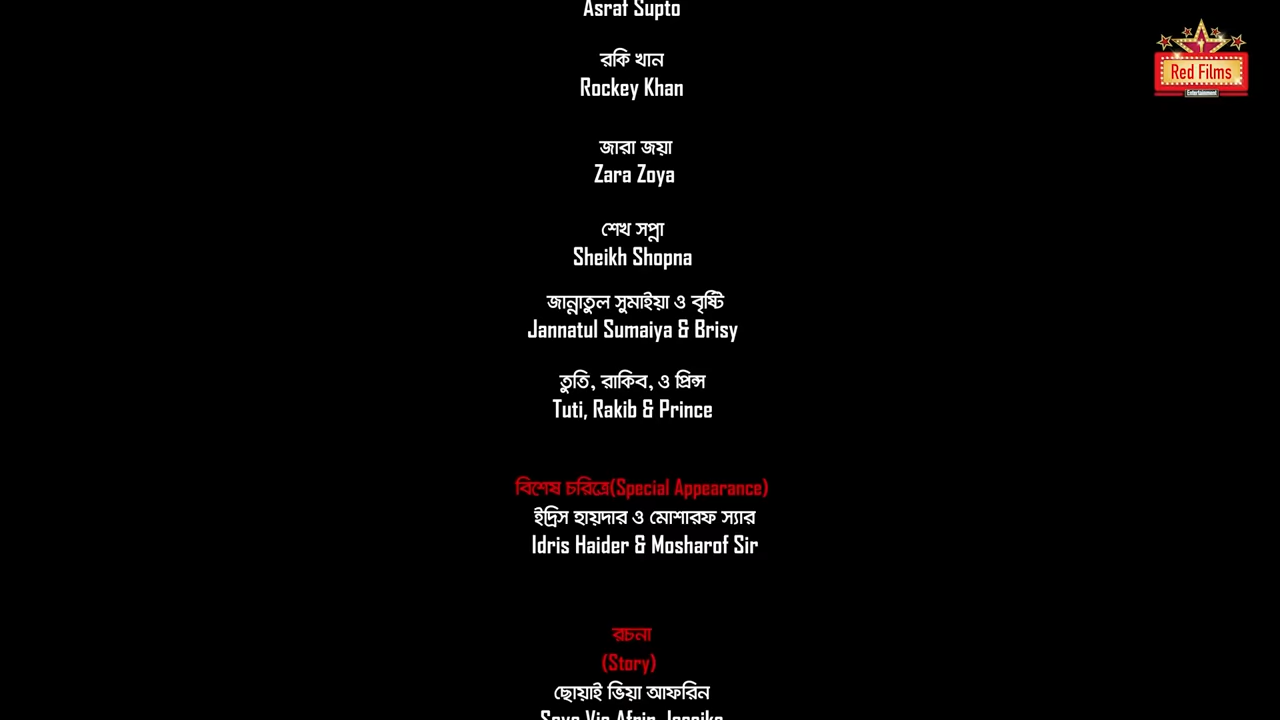 Asraf Supto
রকি খান
Rockey Khan
জারা জয়া
Zara Zoya
শেখ সপ্না
Sheikh Shopna
জান্নাতুল সুমাইয়া ও বৃষ্টি
Jannatul Sumaiya & Brisy
তুতি, রাকিব, ও প্রিন্স
Tuti, Rakib & Prince
বিশেষ চরিত্রে(Special Appearance)
ইদ্রিস হায়দার ও মোশারফ স্যার
Idris Haider & Mosharof Sir
রচনা
(Story)
ছোয়াই ভিয়া আফরিন
Red Films
Entertainment